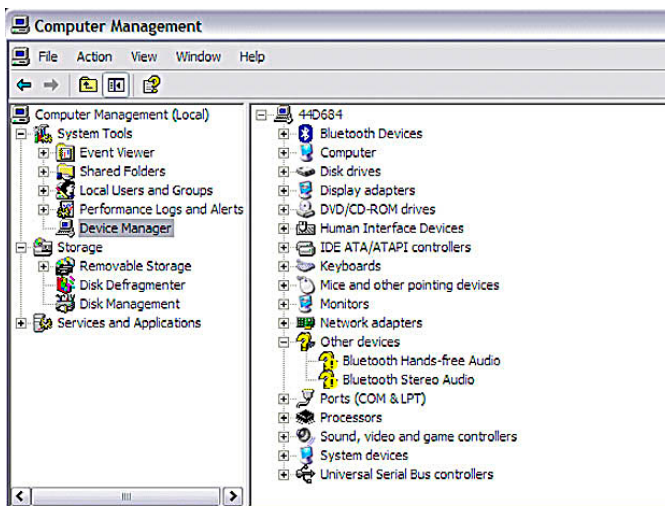 Computer Management
File Action View Window Help
Computer Management (Local)
System Tools
Event Viewer
Shared Folders
Local Users and Groups
Performance Logs and Alerts
Device Manager
Storage
Removable Storage
Disk Defragmenter
Disk Management
Services and Applications
44D684
Bluetooth Devices
Computer
Disk drives
Display adapters
DVD/CD-ROM drives
Human Interface Devices
IDE ATA/ATAPI controllers
Keyboards
Mice and other pointing devices
Monitors
Network adapters
Other devices
Bluetooth Hands-free Audio
Bluetooth Stereo Audio
Ports (COM & LPT)
Processors
Sound, video and game controllers
System devices
Universal Serial Bus controllers